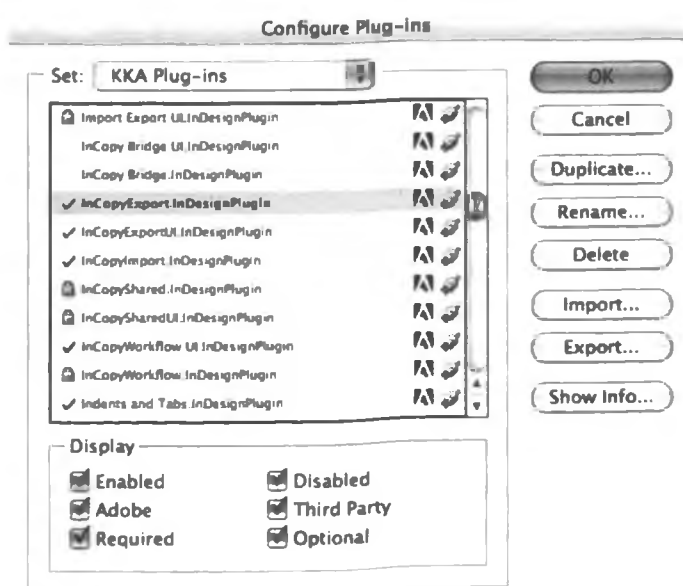 Configure Plug-ins
Set: KKA Plug-ins
Import Export UI.InDesignPlugin
InCopy Bridge UI.InDesignPlugin
InCopy Bridge.InDesignPlugin
InCopyExport.InDesignPlugin
InCopyExportUI.InDesignPlugin
InCopyImport.InDesignPlugin
InCopyShared.InDesignPlugin
InCopySharedUI.InDesignPlugin
InCopyWorkflow UI.InDesignPlugin
InCopyWorkflow.InDesignPlugin
Indents and Tabs.InDesignPlugin
OK
Cancel
Duplicate...
Rename...
Delete
Import...
Export...
Show Info...
Display
Enabled
Disabled
Adobe
Third Party
Required
Optional